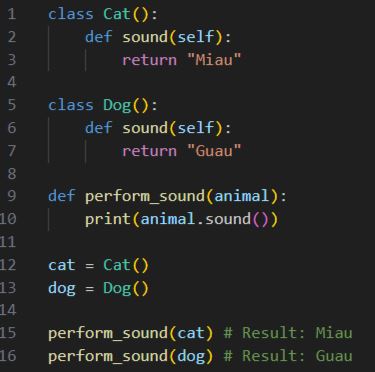 1 class Cat():
2     def sound(self):
3         return "Miau"
4
5 class Dog():
6     def sound(self):
7         return "Guau"
8
9 def perform_sound(animal):
10     print(animal.sound())
11
12 cat = Cat()
13 dog = Dog()
14
15 perform_sound(cat) # Result: Miau
16 perform_sound(dog) # Result: Guau